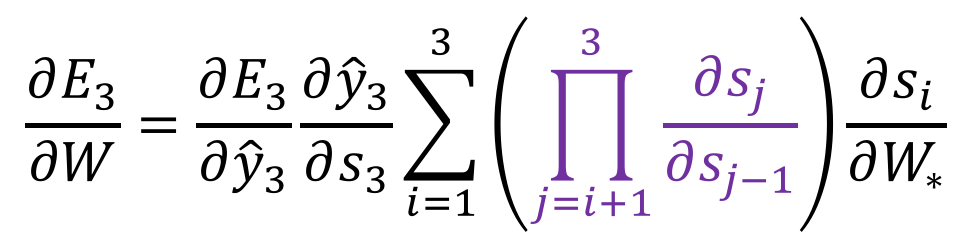 ∂E₃/∂W = ∂E₃/∂ŷ₃ ∂ŷ₃/∂s₃ ∑_{i=1}^{3} (∏_{j=i+1}^{3} ∂s_j/∂s_{j−1}) ∂s_i/∂W_*